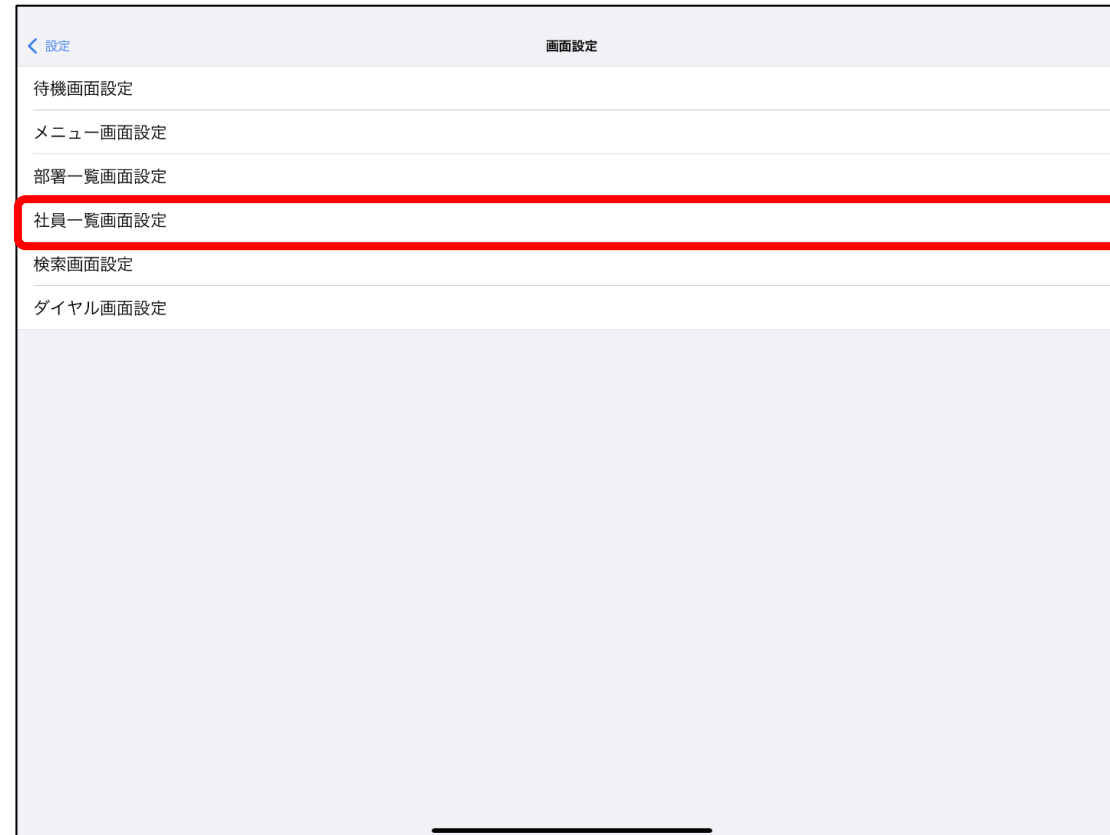 設定
画面設定
待機画面設定
メニュー画面設定
部署一覧画面設定
社員一覧画面設定
検索画面設定
ダイヤル画面設定